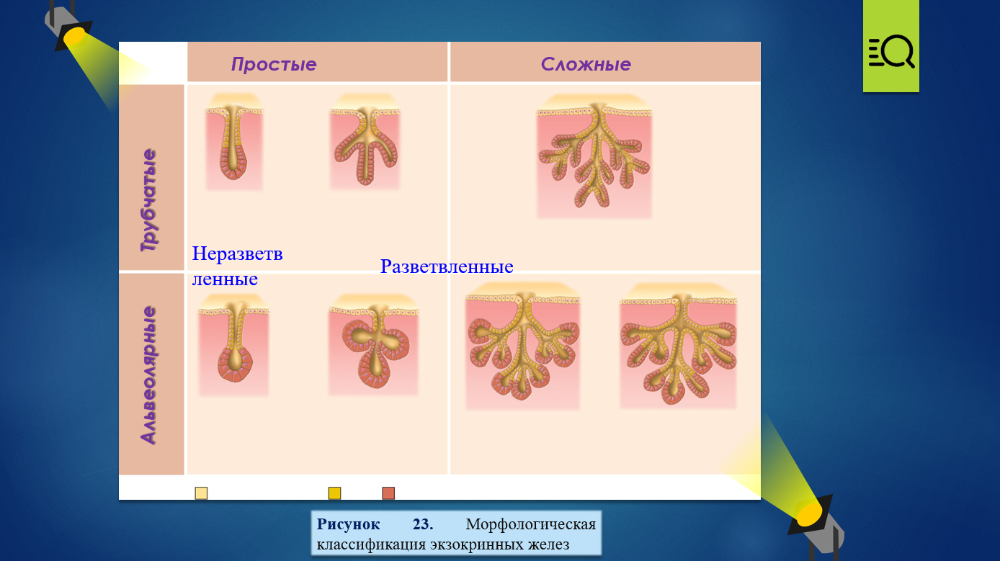 Простые
Сложные
Трубчатые
Неразветв
ленные
Разветвленные
Альвеолярные
Рисунок 23. Морфологическая
классификация экзокринных желез